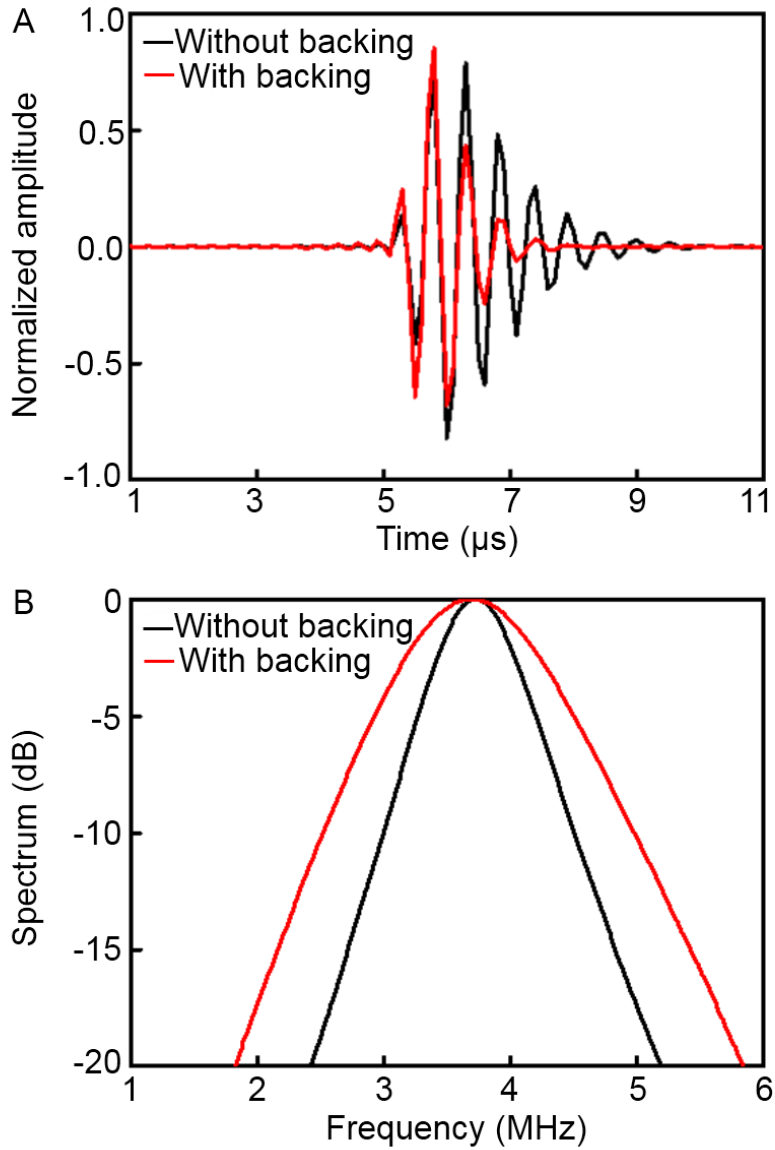 A
Without backing
With backing
Normalized amplitude
1.0
0.5
0.0
-0.5
-1.0
1 3 5 7 9 11
Time (µs)
B
Without backing
With backing
Spectrum (dB)
0
-5
-10
-15
-20
1 2 3 4 5 6
Frequency (MHz)